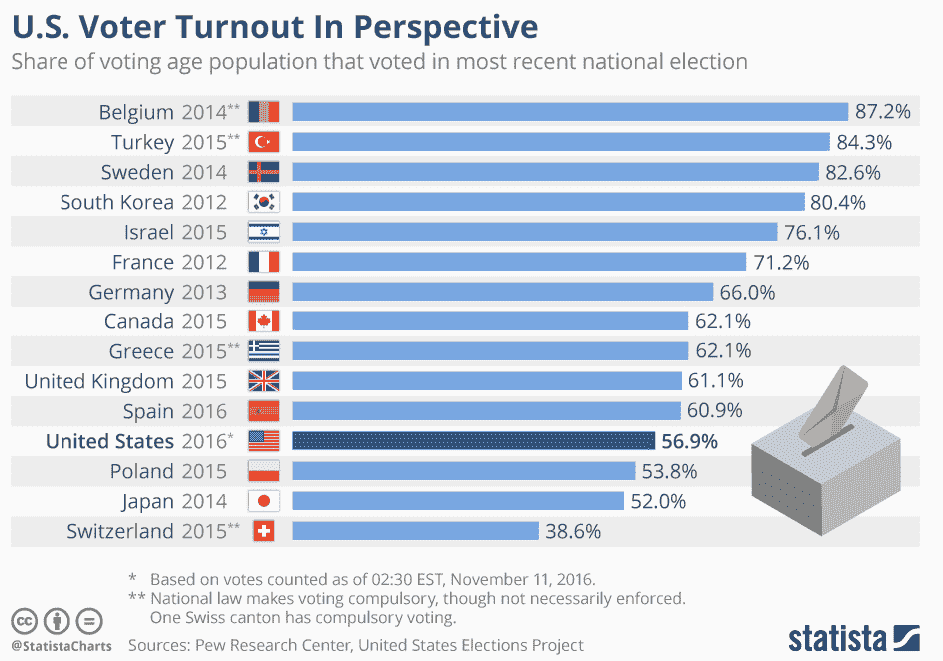 U.S. Voter Turnout In Perspective
Share of voting age population that voted in most recent national election
Belgium 2014** 87.2%
Turkey 2015** 84.3%
Sweden 2014 82.6%
South Korea 2012 80.4%
Israel 2015 76.1%
France 2012 71.2%
Germany 2013 66.0%
Canada 2015 62.1%
Greece 2015** 62.1%
United Kingdom 2015 61.1%
Spain 2016 60.9%
United States 2016* 56.9%
Poland 2015 53.8%
Japan 2014 52.0%
Switzerland 2015** 38.6%
* Based on votes counted as of 02:30 EST, November 11, 2016.
** National law makes voting compulsory, though not necessarily enforced.
One Swiss canton has compulsory voting.
cc
@StatistaCharts Sources: Pew Research Center, United States Elections Project
statista